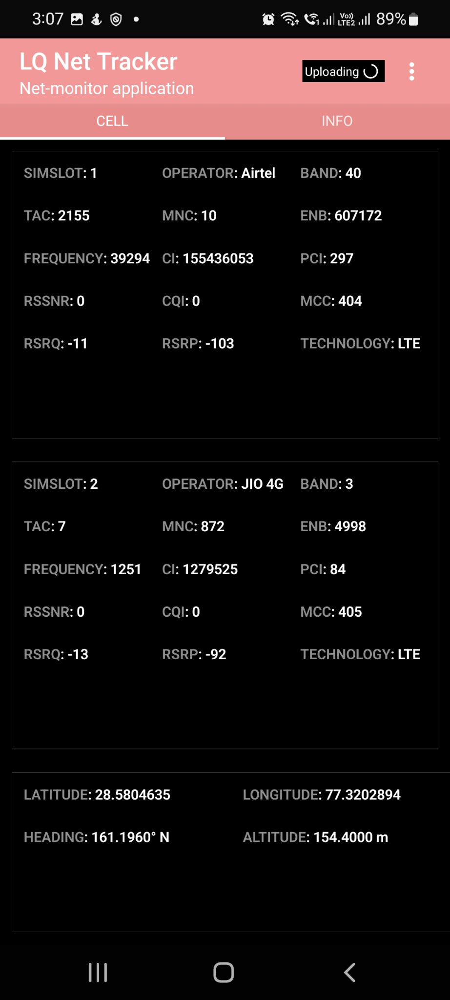 3:07 1 Vo)) LTE2 89%
LQ Net Tracker
Net-monitor application
Uploading
CELL INFO
SIMSLOT: 1 OPERATOR: Airtel BAND: 40
TAC: 2155 MNC: 10 ENB: 607172
FREQUENCY: 39294 CI: 155436053 PCI: 297
RSSNR: 0 CQI: 0 MCC: 404
RSRQ: -11 RSRP: -103 TECHNOLOGY: LTE
SIMSLOT: 2 OPERATOR: JIO 4G BAND: 3
TAC: 7 MNC: 872 ENB: 4998
FREQUENCY: 1251 CI: 1279525 PCI: 84
RSSNR: 0 CQI: 0 MCC: 405
RSRQ: -13 RSRP: -92 TECHNOLOGY: LTE
LATITUDE: 28.5804635 LONGITUDE: 77.3202894
HEADING: 161.1960° N ALTITUDE: 154.4000 m